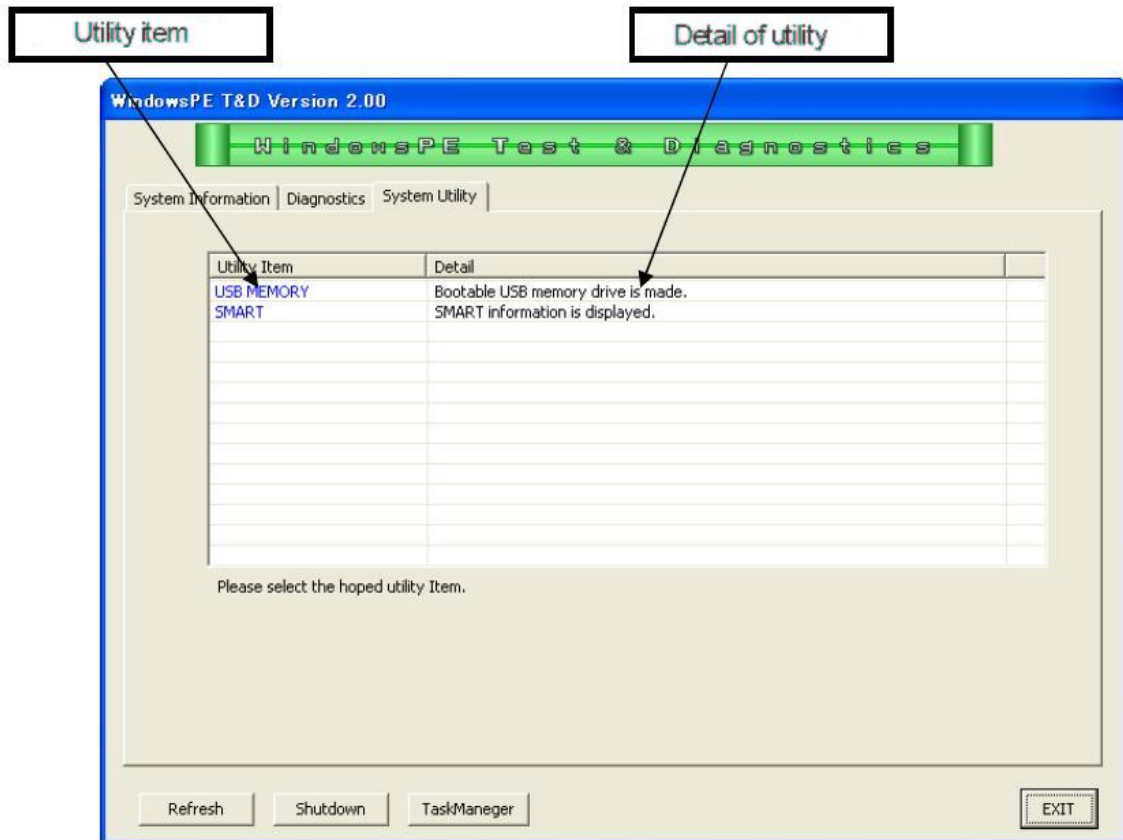 Utility item
Detail of utility
WindowsPE T&D Version 2.00
WindowsPE Test & Diagnostics
System Information Diagnostics System Utility
Utility Item Detail
USB MEMORY Bootable USB memory drive is made.
SMART SMART information is displayed.
Please select the hoped utility Item.
Refresh Shutdown TaskManeger EXIT